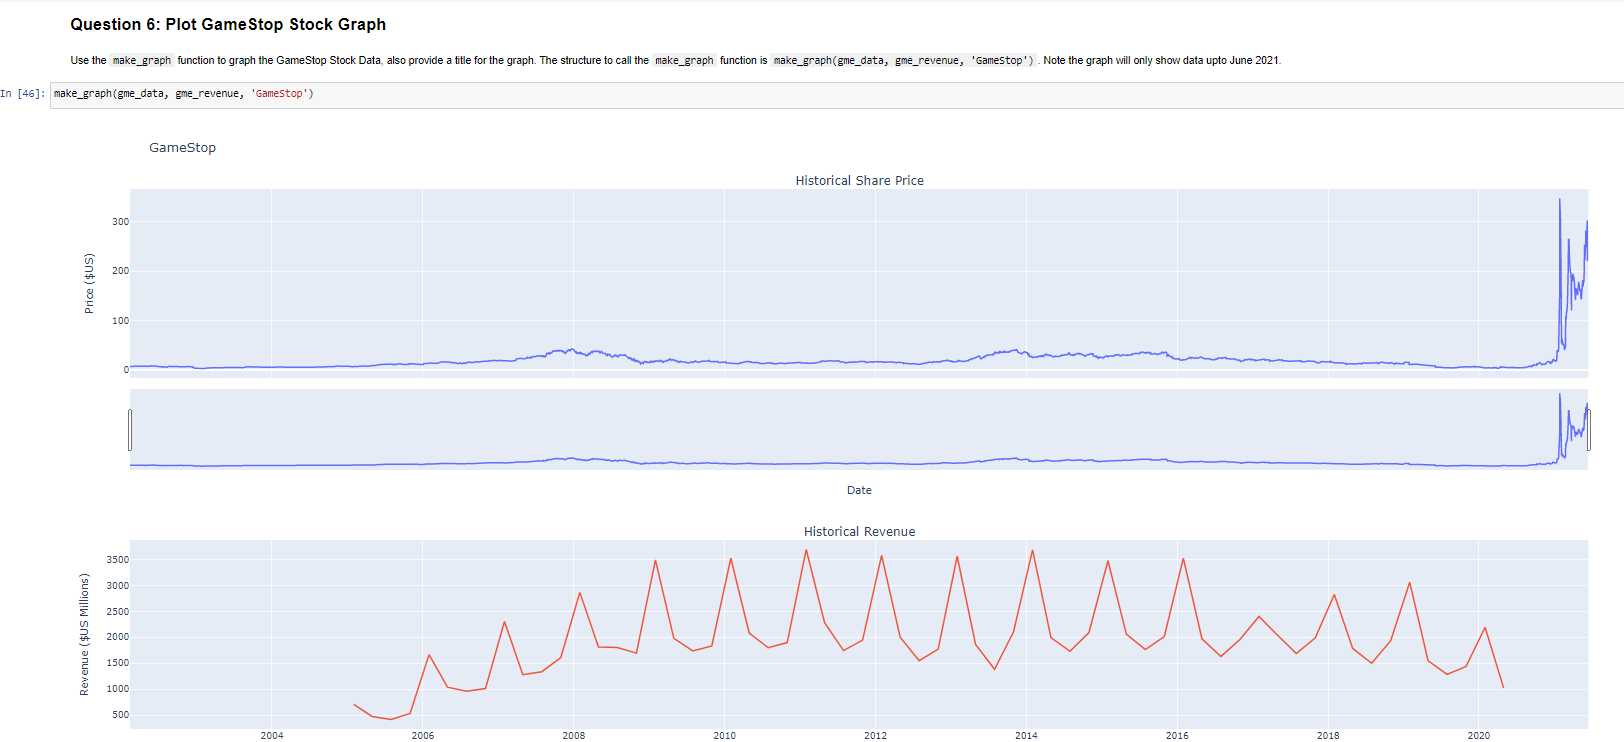 Question 6: Plot GameStop Stock Graph
Use the make_graph function to graph the GameStop Stock Data, also provide a title for the graph. The structure to call the make_graph function is make_graph(gme_data, gme_revenue, 'GameStop') . Note the graph will only show data upto June 2021.
In [46]: make_graph(gme_data, gme_revenue, 'GameStop')
GameStop
Historical Share Price
Price ($US)
300
200
100
0
Date
Historical Revenue
Revenue ($US Millions)
3500
3000
2500
2000
1500
1000
500
2004 2006 2008 2010 2012 2014 2016 2018 2020